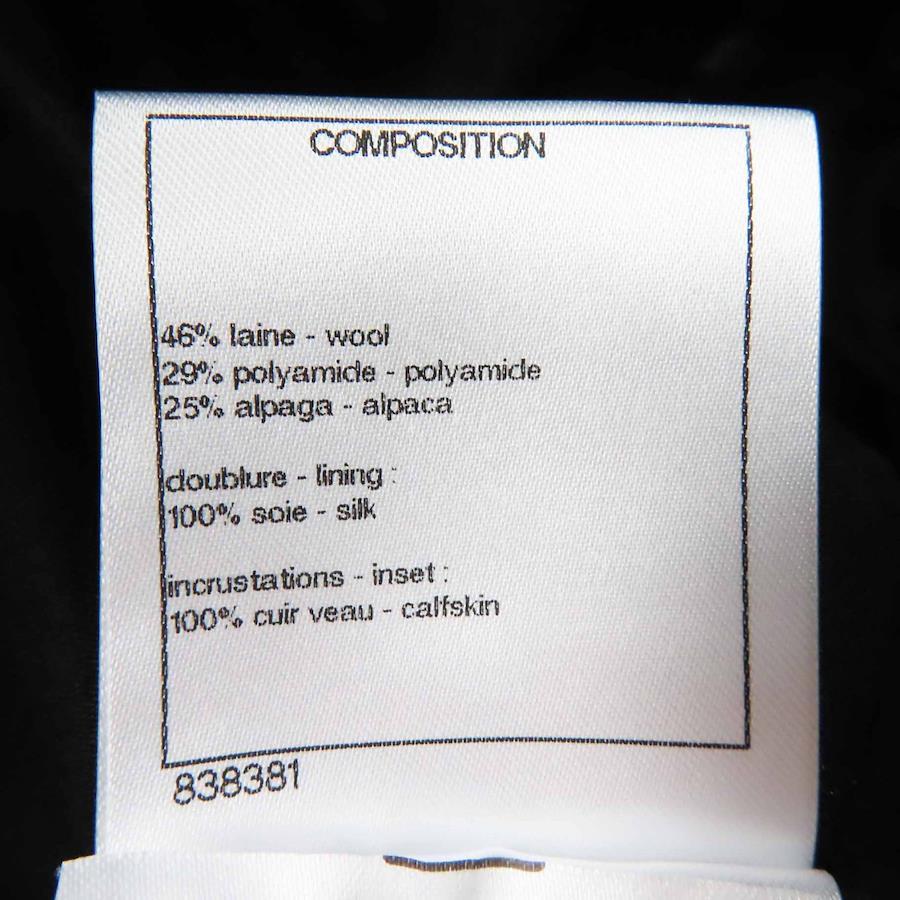 COMPOSITION
46% laine - wool
29% polyamide - polyamide
25% alpaga - alpaca
doublure - lining :
100% soie - silk
incrustations - inset :
100% cuir veau - calfskin
838381